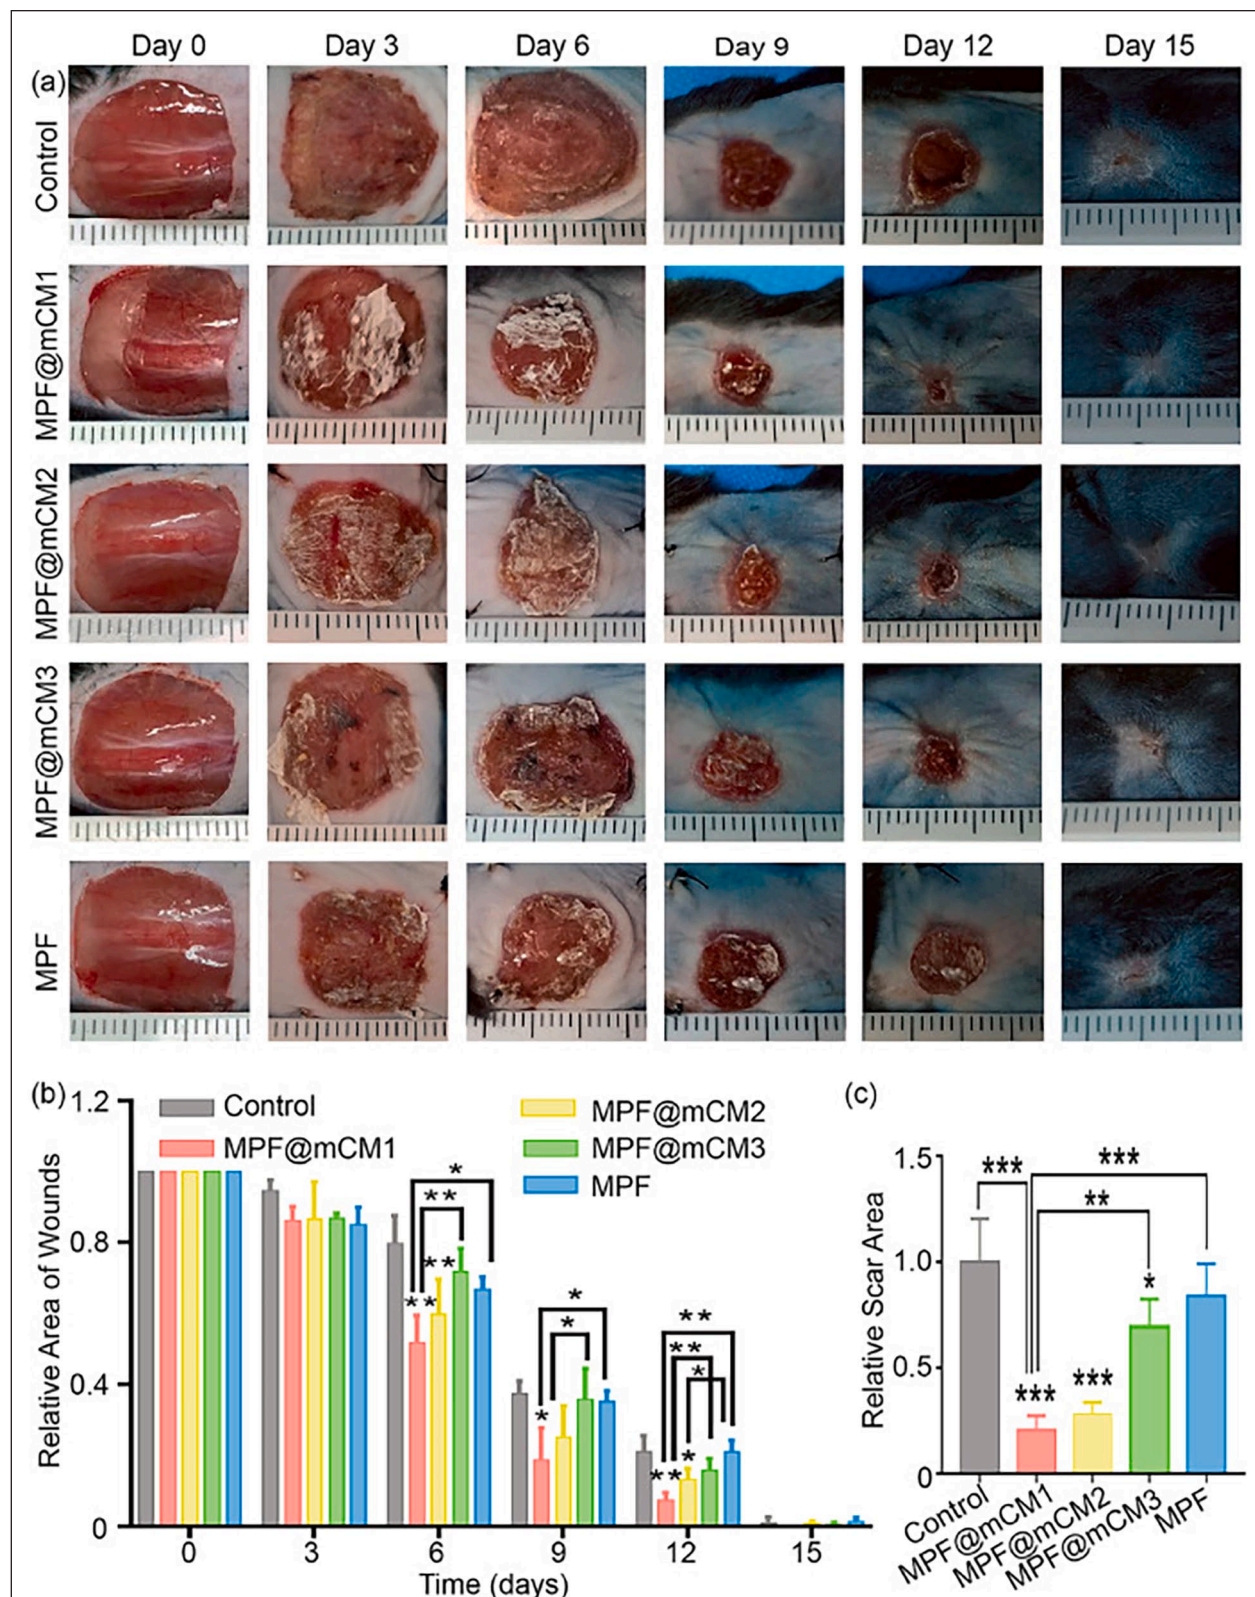 Day 0 Day 3 Day 6 Day 9 Day 12 Day 15
(a)
Control
MPF@mCM1
MPF@mCM2
MPF@mCM3
MPF
(b)
1.2
0.8
0.4
0
Relative Area of Wounds
Control
MPF@mCM1
MPF@mCM2
MPF@mCM3
MPF
*
**
**
**
*
*
*
**
**
*
**
*
0 3 6 9 12 15
Time (days)
(c)
1.5
1.0
0.5
0
Relative Scar Area
***
***
**
*
***
***
Control
MPF@mCM1
MPF@mCM2
MPF@mCM3
MPF